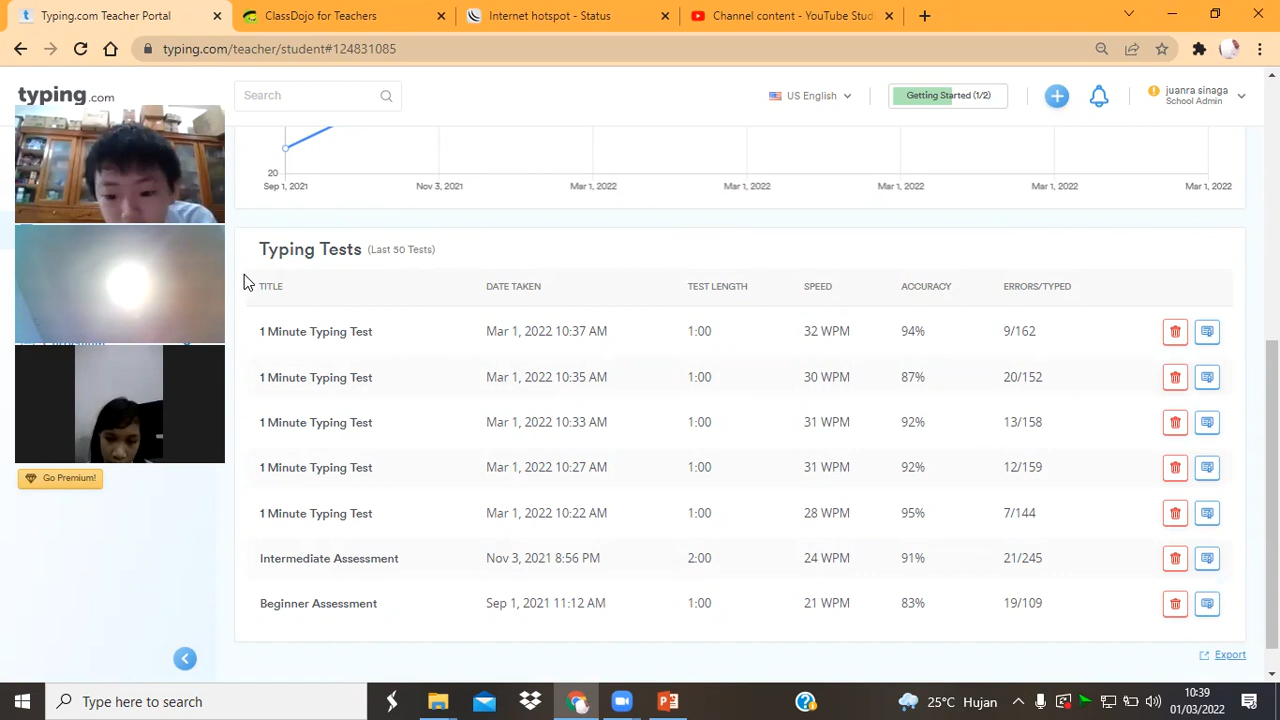 Typing.com Teacher Portal
ClassDojo for Teachers
Internet hotspot - Status
Channel content - YouTube Stud
typing.com/teacher/student#124831085
typing.com
Search
US English
Getting Started (1/2)
juanra sinaga
School Admin
20
Sep 1, 2021
Nov 3, 2021
Mar 1, 2022
Mar 1, 2022
Mar 1, 2022
Mar 1, 2022
Mar 1, 2022
Typing Tests (Last 50 Tests)
TITLE DATE TAKEN TEST LENGTH SPEED ACCURACY ERRORS/TYPED
1 Minute Typing Test Mar 1, 2022 10:37 AM 1:00 32 WPM 94% 9/162
1 Minute Typing Test Mar 1, 2022 10:35 AM 1:00 30 WPM 87% 20/152
1 Minute Typing Test Mar 1, 2022 10:33 AM 1:00 31 WPM 92% 13/158
1 Minute Typing Test Mar 1, 2022 10:27 AM 1:00 31 WPM 92% 12/159
1 Minute Typing Test Mar 1, 2022 10:22 AM 1:00 28 WPM 95% 7/144
Intermediate Assessment Nov 3, 2021 8:56 PM 2:00 24 WPM 91% 21/245
Beginner Assessment Sep 1, 2021 11:12 AM 1:00 21 WPM 83% 19/109
Go Premium!
Export
Type here to search
25°C Hujan
10:39
01/03/2022